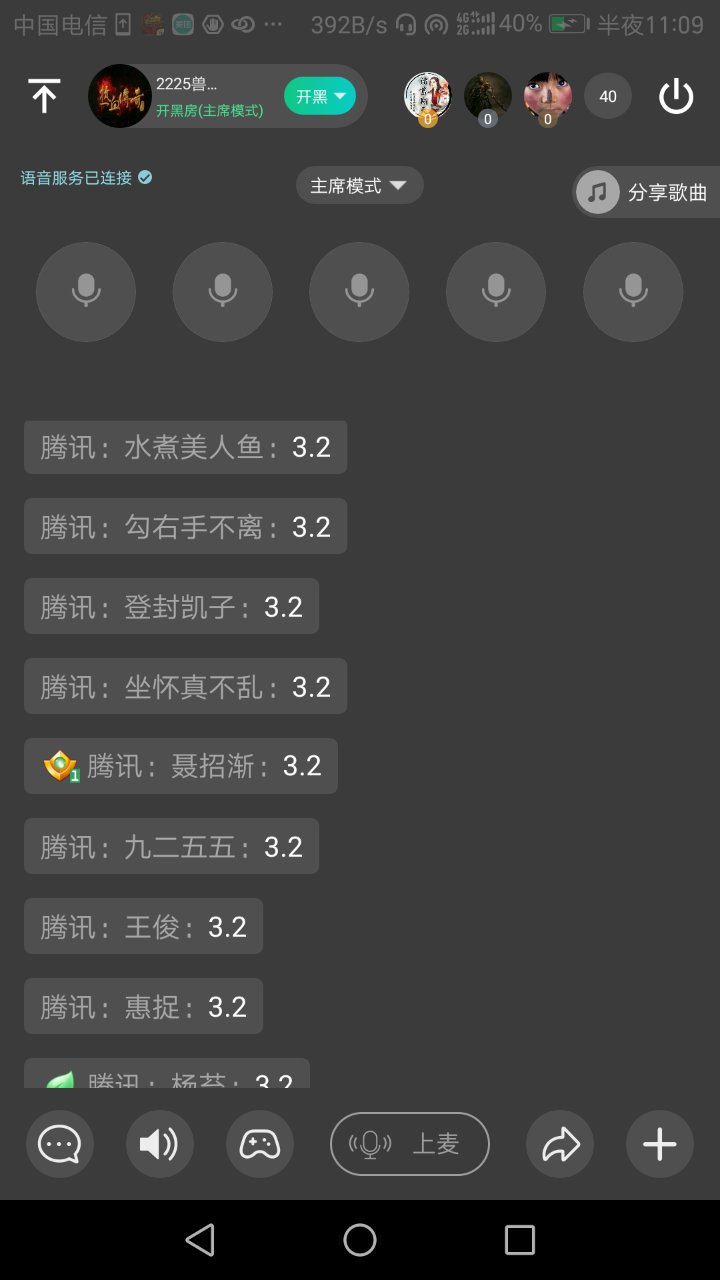 中国电信 392B/s 4G 2G 40% 半夜11:09
2225兽...
开黑房(主席模式)
开黑
0
0
0
40
语音服务已连接
主席模式
分享歌曲
腾讯：水煮美人鱼：3.2
腾讯：勾右手不离：3.2
腾讯：登封凯子：3.2
腾讯：坐怀真不乱：3.2
1 腾讯：聂招渐：3.2
腾讯：九二五五：3.2
腾讯：王俊：3.2
腾讯：惠捉：3.2
腾讯：杨苔：3.2
上麦